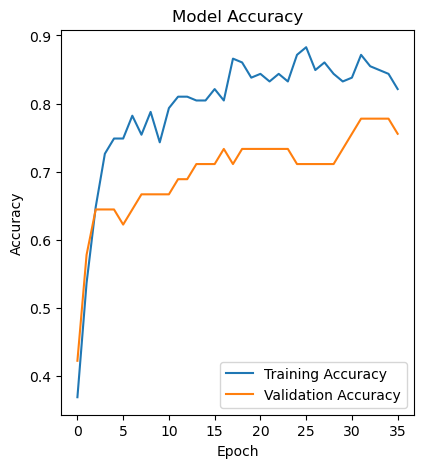 Model Accuracy
0.9
0.8
0.7
0.6
0.5
0.4
Accuracy
Training Accuracy
Validation Accuracy
0 5 10 15 20 25 30 35
Epoch